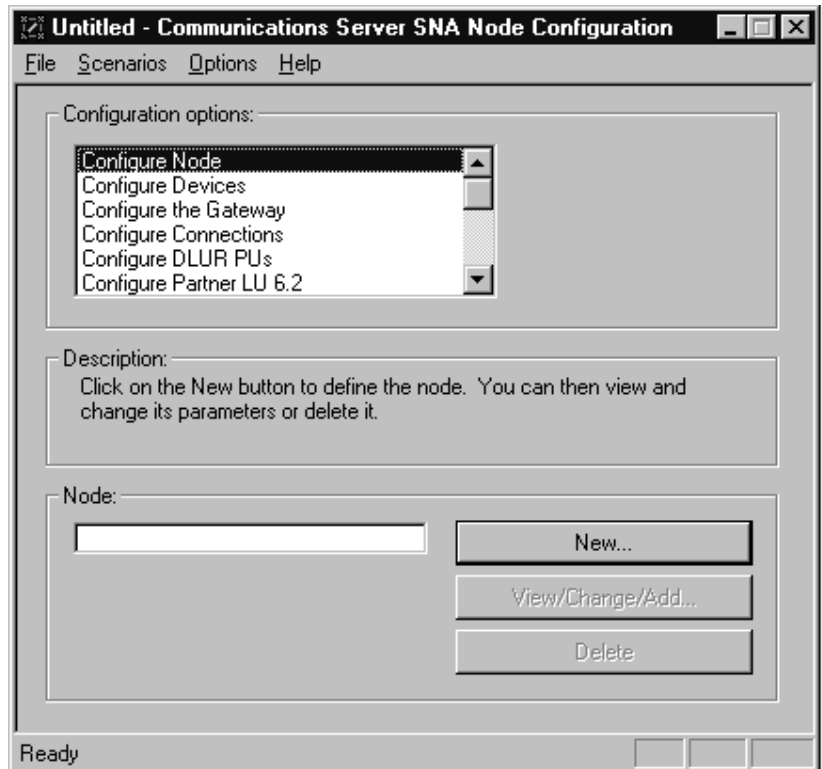 Untitled - Communications Server SNA Node Configuration
File Scenarios Options Help
Configuration options:
Configure Node
Configure Devices
Configure the Gateway
Configure Connections
Configure DLUR PUs
Configure Partner LU 6.2
Description:
Click on the New button to define the node. You can then view and
change its parameters or delete it.
Node:
New...
View/Change/Add...
Delete
Ready